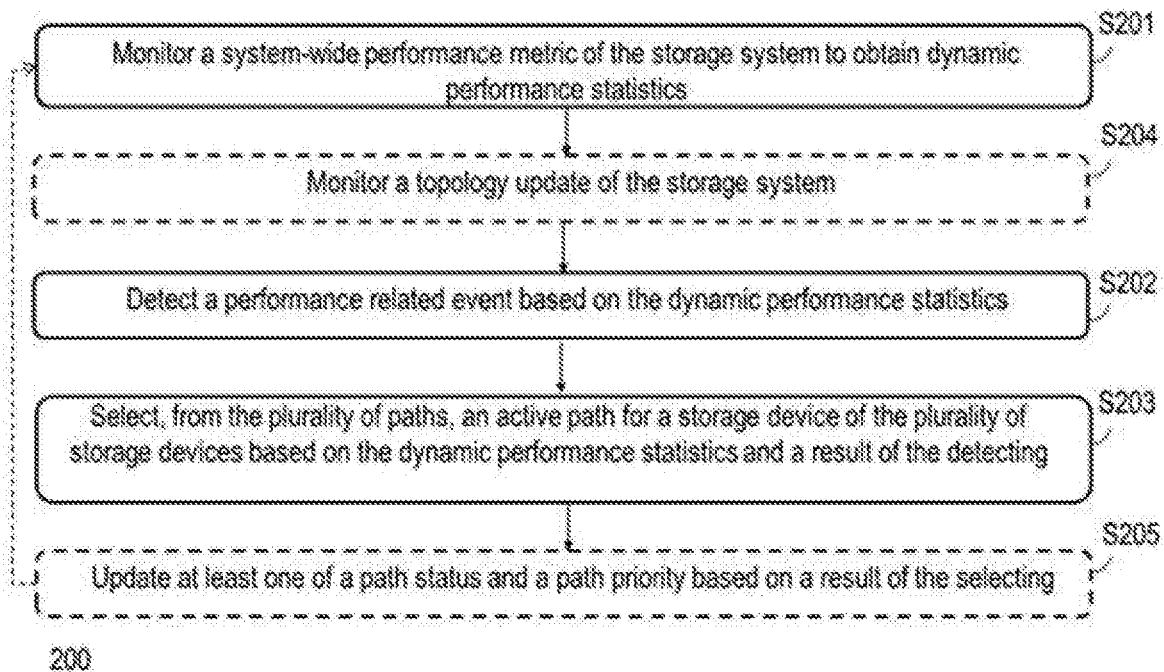 S201
Monitor a system-wide performance metric of the storage system to obtain dynamic
performance statistics
S204
Monitor a topology update of the storage system
Detect a performance related event based on the dynamic performance statistics
S202
Select, from the plurality of paths, an active path for a storage device of the plurality of
storage devices based on the dynamic performance statistics and a result of the detecting
S203
S205
Update at least one of a path status and a path priority based on a result of the selecting
200